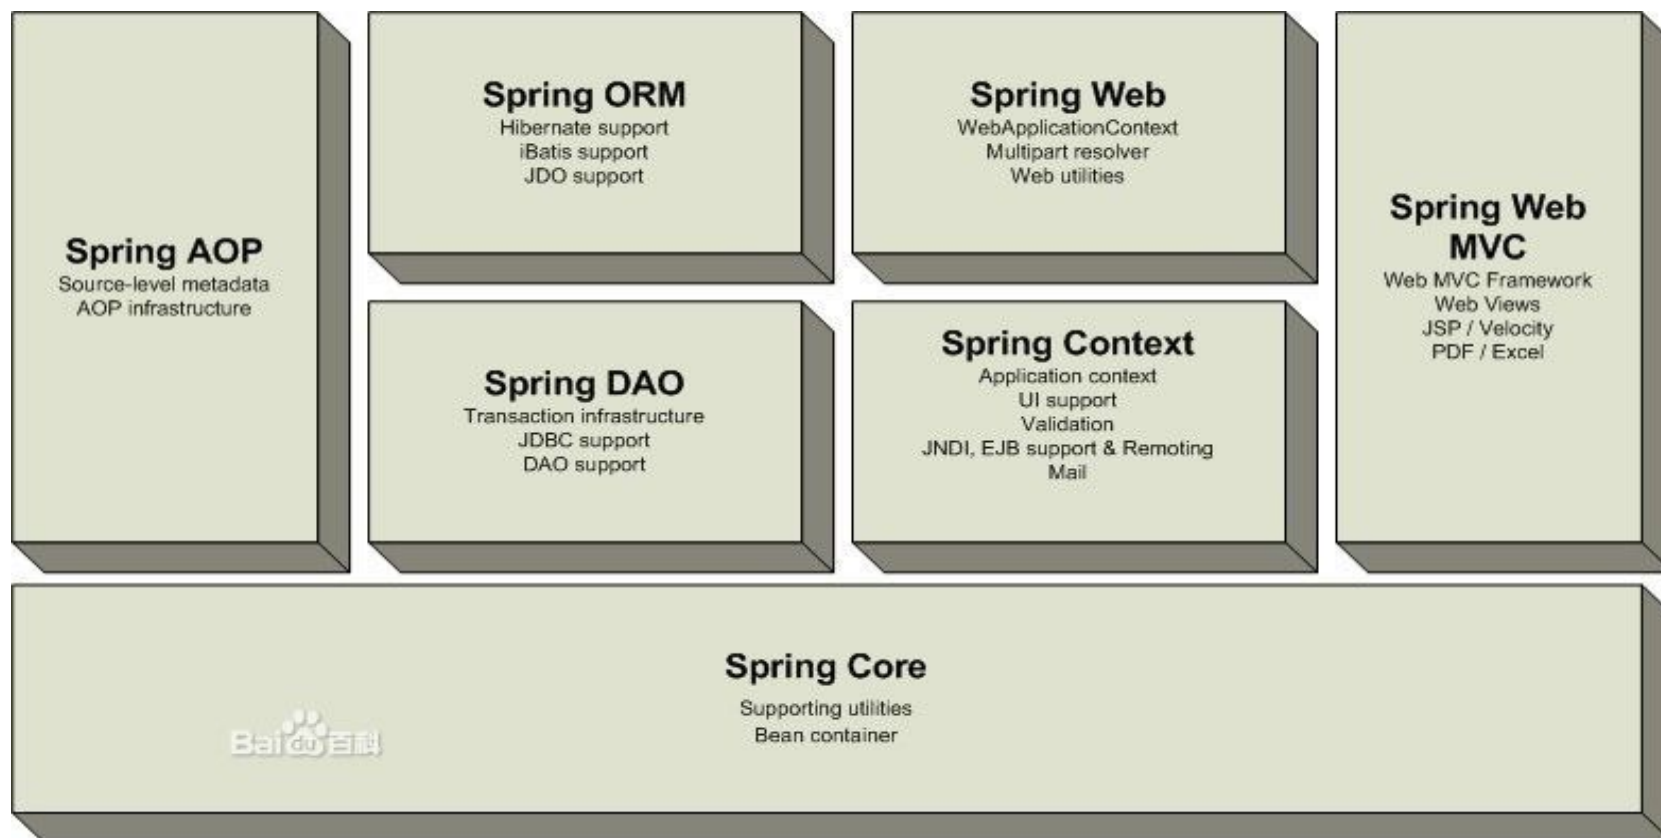 Spring AOP
Source-level metadata
AOP infrastructure
Spring ORM
Hibernate support
iBatis support
JDO support
Spring DAO
Transaction infrastructure
JDBC support
DAO support
Spring Web
WebApplicationContext
Multipart resolver
Web utilities
Spring Context
Application context
UI support
Validation
JNDI, EJB support & Remoting
Mail
Spring Web
MVC
Web MVC Framework
Web Views
JSP / Velocity
PDF / Excel
Spring Core
Supporting utilities
Bean container
Baidu百科